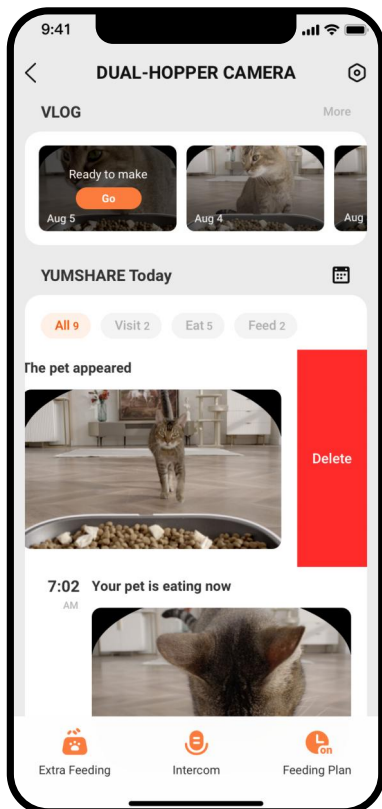 9:41
DUAL-HOPPER CAMERA
VLOG
More
Ready to make
Go
Aug 5
Aug 4
Aug
YUMSHARE Today
All 9
Visit 2
Eat 5
Feed 2
The pet appeared
Delete
7:02
Your pet is eating now
AM
on
Extra Feeding
Intercom
Feeding Plan